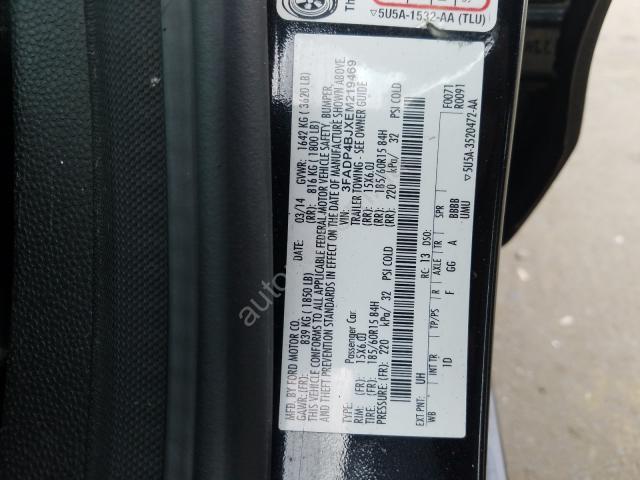 Th
5U5A-1532-AA (TLU)
MFD. BY FORD MOTOR CO.
03/14
GVWR: 1642 KG ( 3620 LB)
GAWR:(FR): 839 KG ( 1850 LB)
(RR): 816 KG ( 1800 LB)
THIS VEHICLE CONFORMS TO ALL APPLICABLE FEDERAL MOTOR VEHICLE SAFETY, BUMPER,
AND THEFT PREVENTION STANDARDS IN EFFECT ON THE DATE OF MANUFACTURE SHOWN ABOVE.
VIN: 3FADP4BJXEM219469
TYPE: Passenger Car
TRAILER TOWING - SEE OWNER GUIDE
RIM: (FR): 15X6.0J
(RR): 15X6.0J
TIRE: (FR): 185/60R15 84H
(RR): 185/60R15 84H
PRESSURE: (FR): 220 kPa/ 32 PSI COLD
(RR): 220 kPa/ 32 PSI COLD
EXT PNT: UH
RC: 13 DSO:
F0071
R0091
WB INT TR TP/PS R AXLE TR SPR
1D F GG A BBBB
UMU
5U5A-3520472-AA
auto